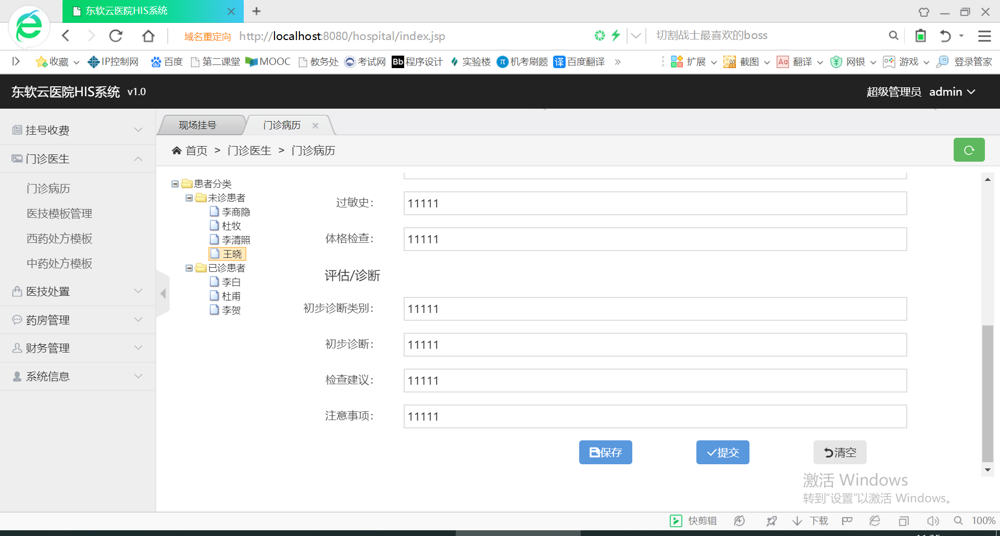 东软云医院HIS系统
域名重定向 http://localhost:8080/hospital/index.jsp
切割战士最喜欢的boss
收藏 IP控制网 百度 第二课堂 MOOC 教务处 考试网 Bb 程序设计 实验楼 机考刷题 译 百度翻译 » 扩展 截图 Aa 翻译 网银 游戏 登录管家
东软云医院HIS系统 v1.0
超级管理员 admin
挂号收费
门诊医生
门诊病历
医技模板管理
西药处方模板
中药处方模板
医技处置
药房管理
财务管理
系统信息
现场挂号 门诊病历
首页 > 门诊医生 > 门诊病历
患者分类
未诊患者
李商隐
杜牧
李清照
王晓
已诊患者
李白
杜甫
李贺
过敏史: 11111
体格检查: 11111
评估/诊断
初步诊断类别: 11111
初步诊断: 11111
检查建议: 11111
注意事项: 11111
保存 提交 清空
激活 Windows
转到"设置"以激活 Windows。
快剪辑 下载 100%